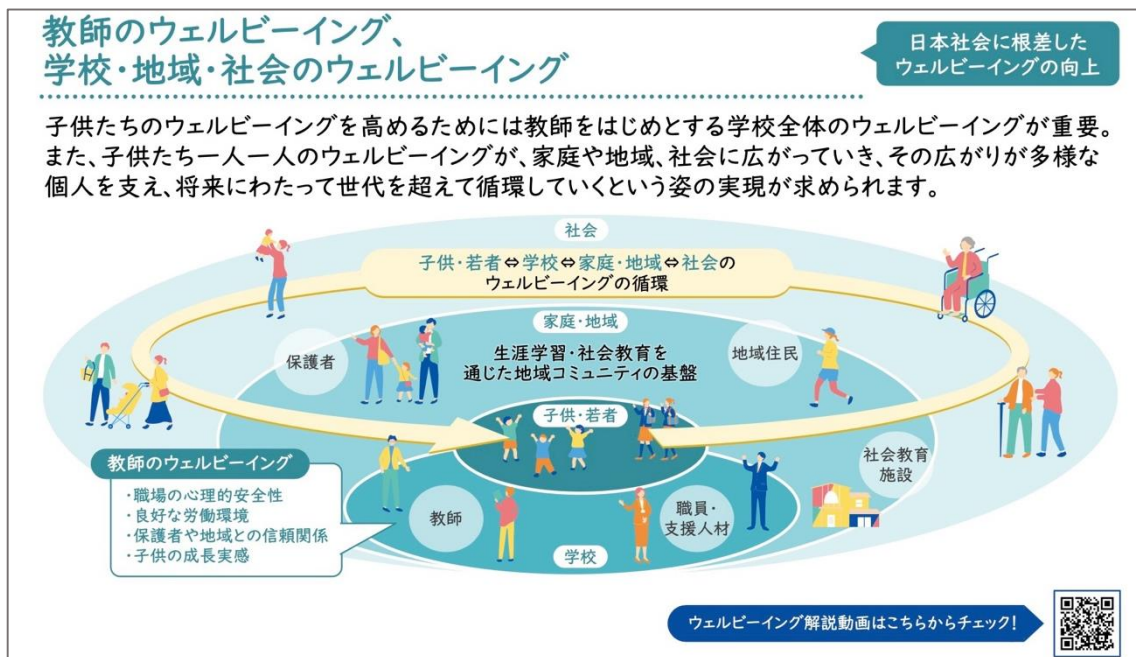 教師のウェルビーイング、
学校・地域・社会のウェルビーイング
日本社会に根差した
ウェルビーイングの向上
子供たちのウェルビーイングを高めるためには教師をはじめとする学校全体のウェルビーイングが重要。
また、子供たち一人一人のウェルビーイングが、家庭や地域、社会に広がっていき、その広がりが多様な
個人を支え、将来にわたって世代を超えて循環していくという姿の実現が求められます。
社会
子供・若者⇔学校⇔家庭・地域⇔社会の
ウェルビーイングの循環
家庭・地域
生涯学習・社会教育を
通じた地域コミュニティの基盤
保護者
地域住民
子供・若者
社会教育
施設
教師のウェルビーイング
・職場の心理的安全性
・良好な労働環境
・保護者や地域との信頼関係
・子供の成長実感
教師
職員・
支援人材
学校
ウェルビーイング解説動画はこちらからチェック!